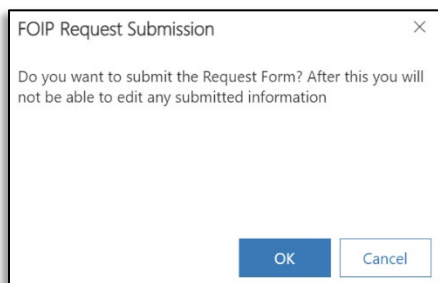 FOIP Request Submission
Do you want to submit the Request Form? After this you will
not be able to edit any submitted information
OK
Cancel